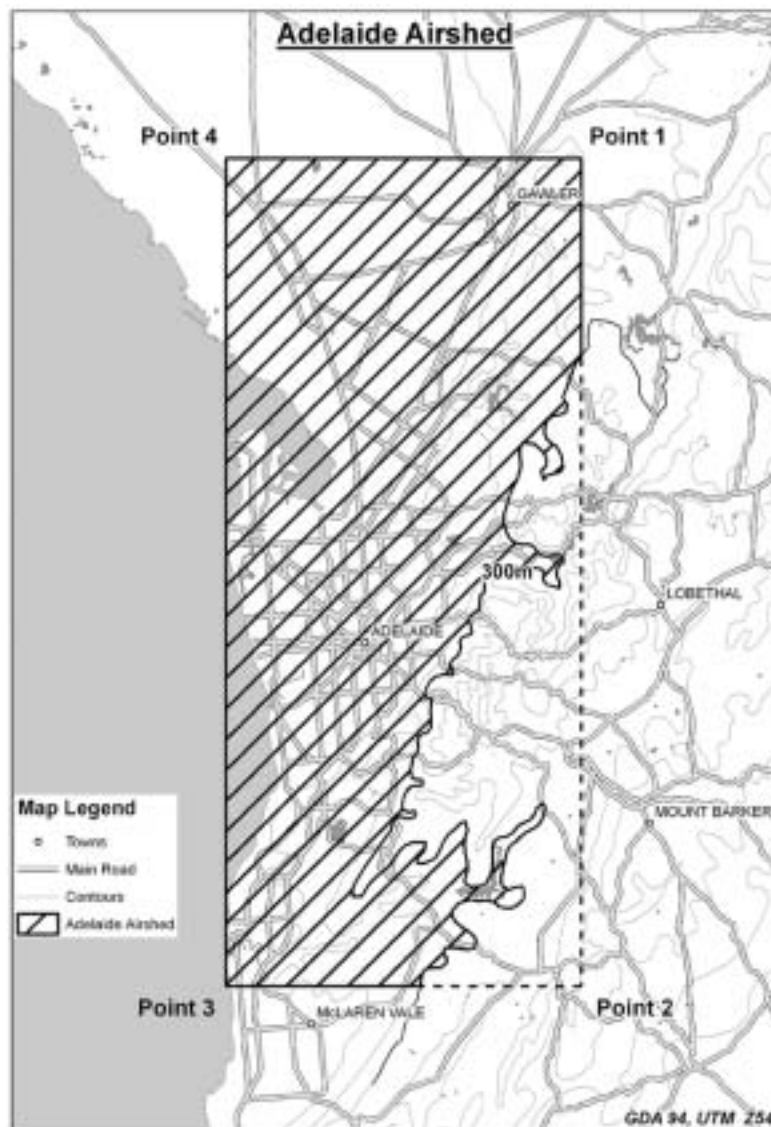 Adelaide Airshed
Point 4
Point 1
GAWLER
300m
LOBETHAL
ADELAIDE
Map Legend
Towns
Main Road
Contours
Adelaide Airshed
MOUNT BARKER
Point 3
Point 2
McLAREN VALE
GDA 94, UTM Z54